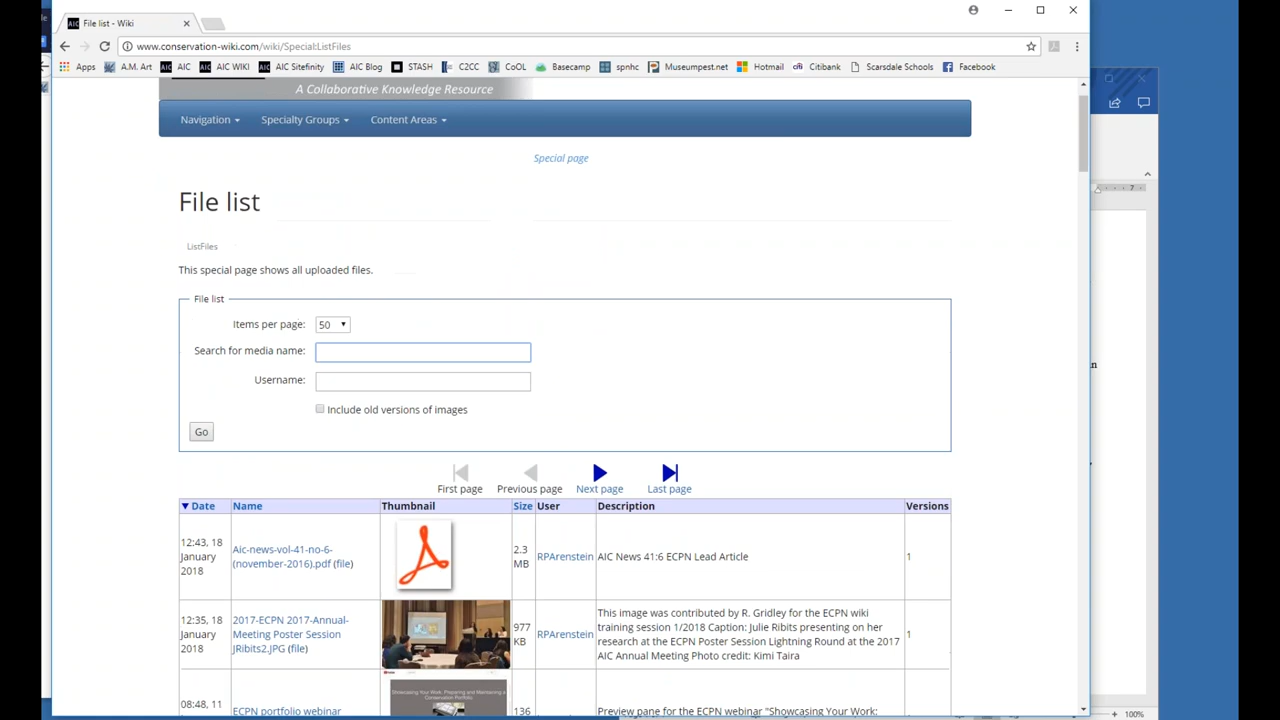 File list - Wiki
www.conservation-wiki.com/wiki/Special:ListFiles
Apps A.M. Art AIC AIC WIKI AIC Sitefinity AIC Blog STASH C2CC CoOL Basecamp spnhc Museumpest.net Hotmail Citibank Scarsdale Schools Facebook
A Collaborative Knowledge Resource
Navigation Specialty Groups Content Areas
Special page
File list
ListFiles
This special page shows all uploaded files.
File list
Items per page: 50
Search for media name:
Username:
Include old versions of images
Go
First page Previous page Next page Last page
Date Name Thumbnail Size User Description Versions
12:43, 18 January 2018 Aic-news-vol-41-no-6-(november-2016).pdf (file) 2.3 MB RPArenstein AIC News 41:6 ECPN Lead Article 1
12:35, 18 January 2018 2017-ECPN 2017-Annual-Meeting Poster Session JRibits2.JPG (file) 977 KB RPArenstein This image was contributed by R. Gridley for the ECPN wiki training session 1/2018 Caption: Julie Ribits presenting on her research at the ECPN Poster Session Lightning Round at the 2017 AIC Annual Meeting Photo credit: Kimi Taira 1
Showcasing Your Work: Preparing and Maintaining a Conservation Portfolio
08:48, 11 ECPN portfolio webinar 136 Preview pane for the ECPN webinar "Showcasing Your Work:
7
100%